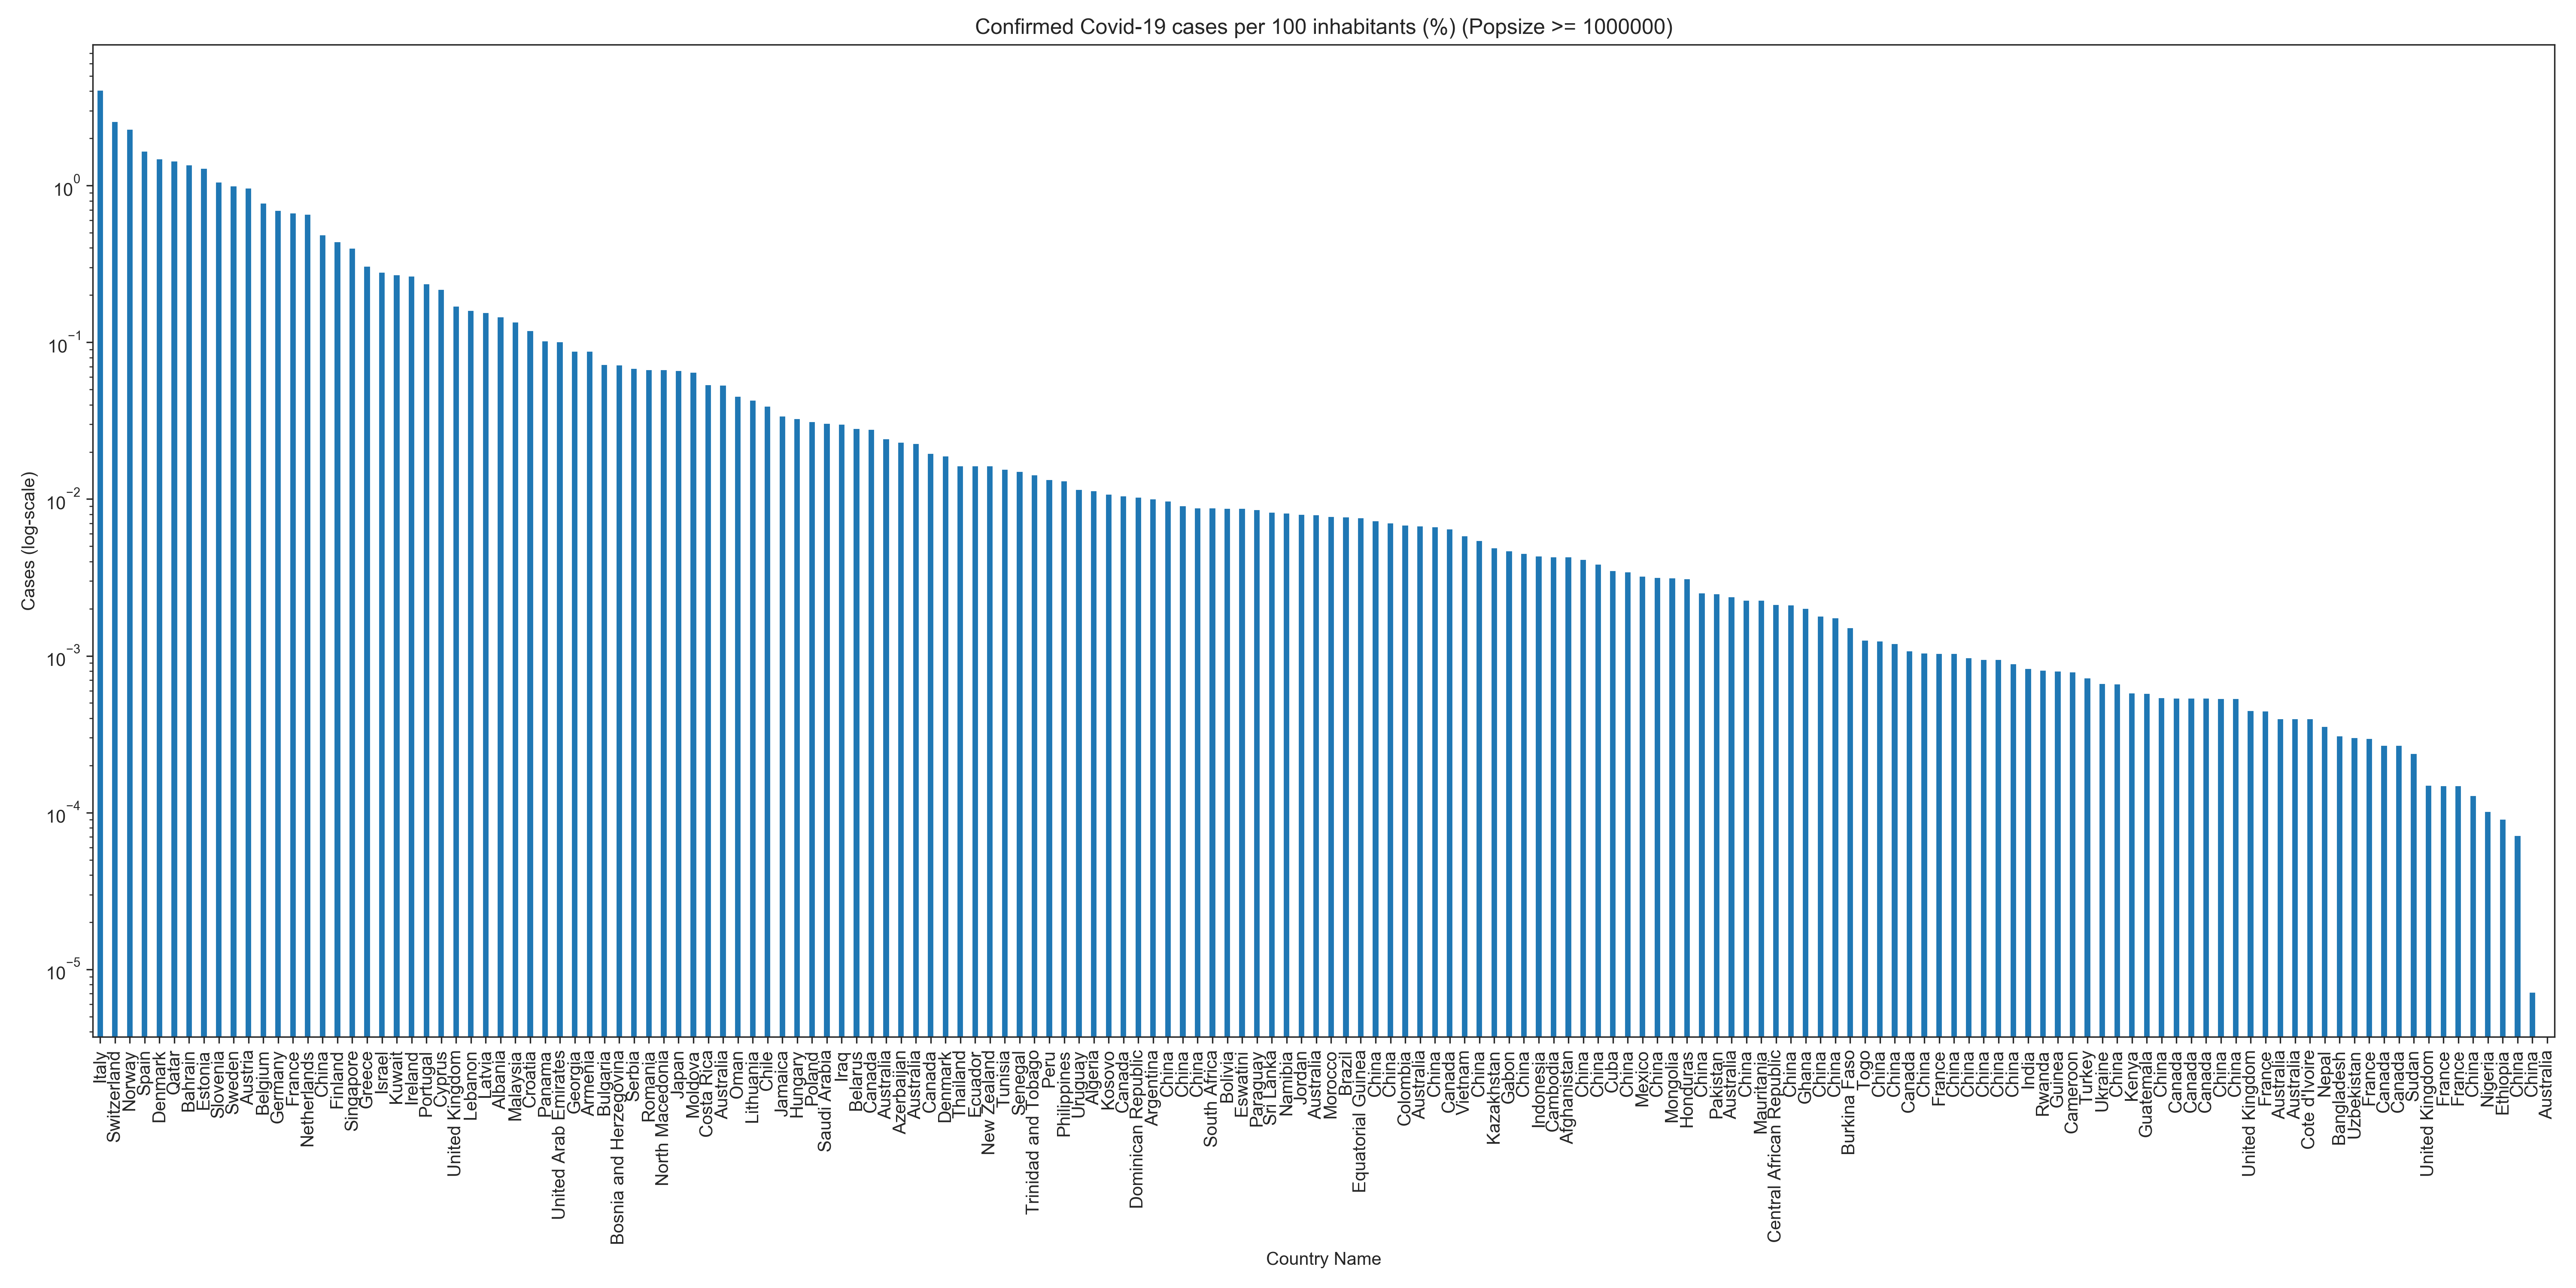 Confirmed Covid-19 cases per 100 inhabitants (%) (Popsize >= 1000000)
Cases (log-scale)
10^0
10^−1
10^−2
10^−3
10^−4
10^−5
Italy
Switzerland
Norway
Spain
Denmark
Qatar
Bahrain
Estonia
Slovenia
Sweden
Austria
Belgium
Germany
France
Netherlands
China
Finland
Singapore
Greece
Israel
Kuwait
Ireland
Portugal
Cyprus
United Kingdom
Lebanon
Latvia
Albania
Malaysia
Croatia
Panama
United Arab Emirates
Georgia
Armenia
Bulgaria
Bosnia and Herzegovina
Serbia
Romania
North Macedonia
Japan
Moldova
Costa Rica
Australia
Oman
Lithuania
Chile
Jamaica
Hungary
Poland
Saudi Arabia
Iraq
Belarus
Canada
Australia
Azerbaijan
Australia
Canada
Denmark
Thailand
Ecuador
New Zealand
Tunisia
Senegal
Trinidad and Tobago
Peru
Philippines
Uruguay
Algeria
Kosovo
Canada
Dominican Republic
Argentina
China
China
China
South Africa
Bolivia
Eswatini
Paraguay
Sri Lanka
Namibia
Jordan
Australia
Morocco
Brazil
Equatorial Guinea
China
China
Colombia
Australia
China
Canada
Vietnam
China
Kazakhstan
Gabon
China
Indonesia
Cambodia
Afghanistan
China
China
Cuba
China
Mexico
China
Mongolia
Honduras
China
Pakistan
Australia
China
Mauritania
Central African Republic
China
Ghana
China
China
Burkina Faso
Togo
China
China
Canada
China
France
China
China
China
China
China
India
Rwanda
Guinea
Cameroon
Turkey
Ukraine
China
Kenya
Guatemala
China
Canada
Canada
Canada
China
China
United Kingdom
France
Australia
Australia
Cote d'Ivoire
Nepal
Bangladesh
Uzbekistan
France
Canada
Canada
Sudan
United Kingdom
France
France
China
Nigeria
Ethiopia
China
China
Australia
Country Name